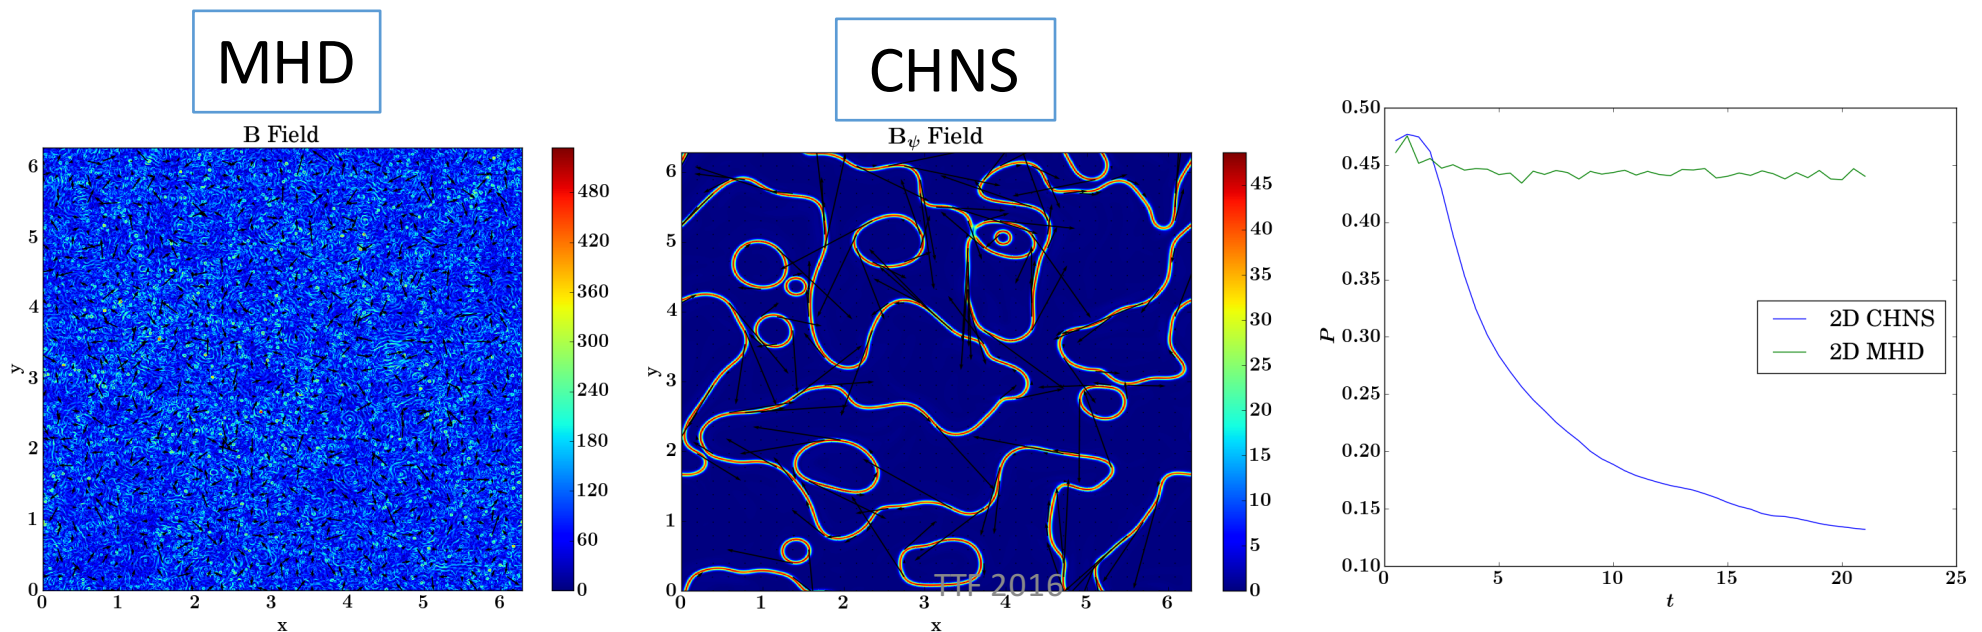 MHD
B Field
6
5
4
3
2
1
0
y
0 1 2 3 4 5 6
x
480
420
360
300
240
180
120
60
0
CHNS
Bψ Field
6
5
4
3
2
1
0
y
0 1 2 3 4 5 6
x
45
40
35
30
25
20
15
10
5
0
TTF 2016
0.50
0.45
0.40
0.35
0.30
0.25
0.20
0.15
0.10
P
0 5 10 15 20 25
t
2D CHNS
2D MHD